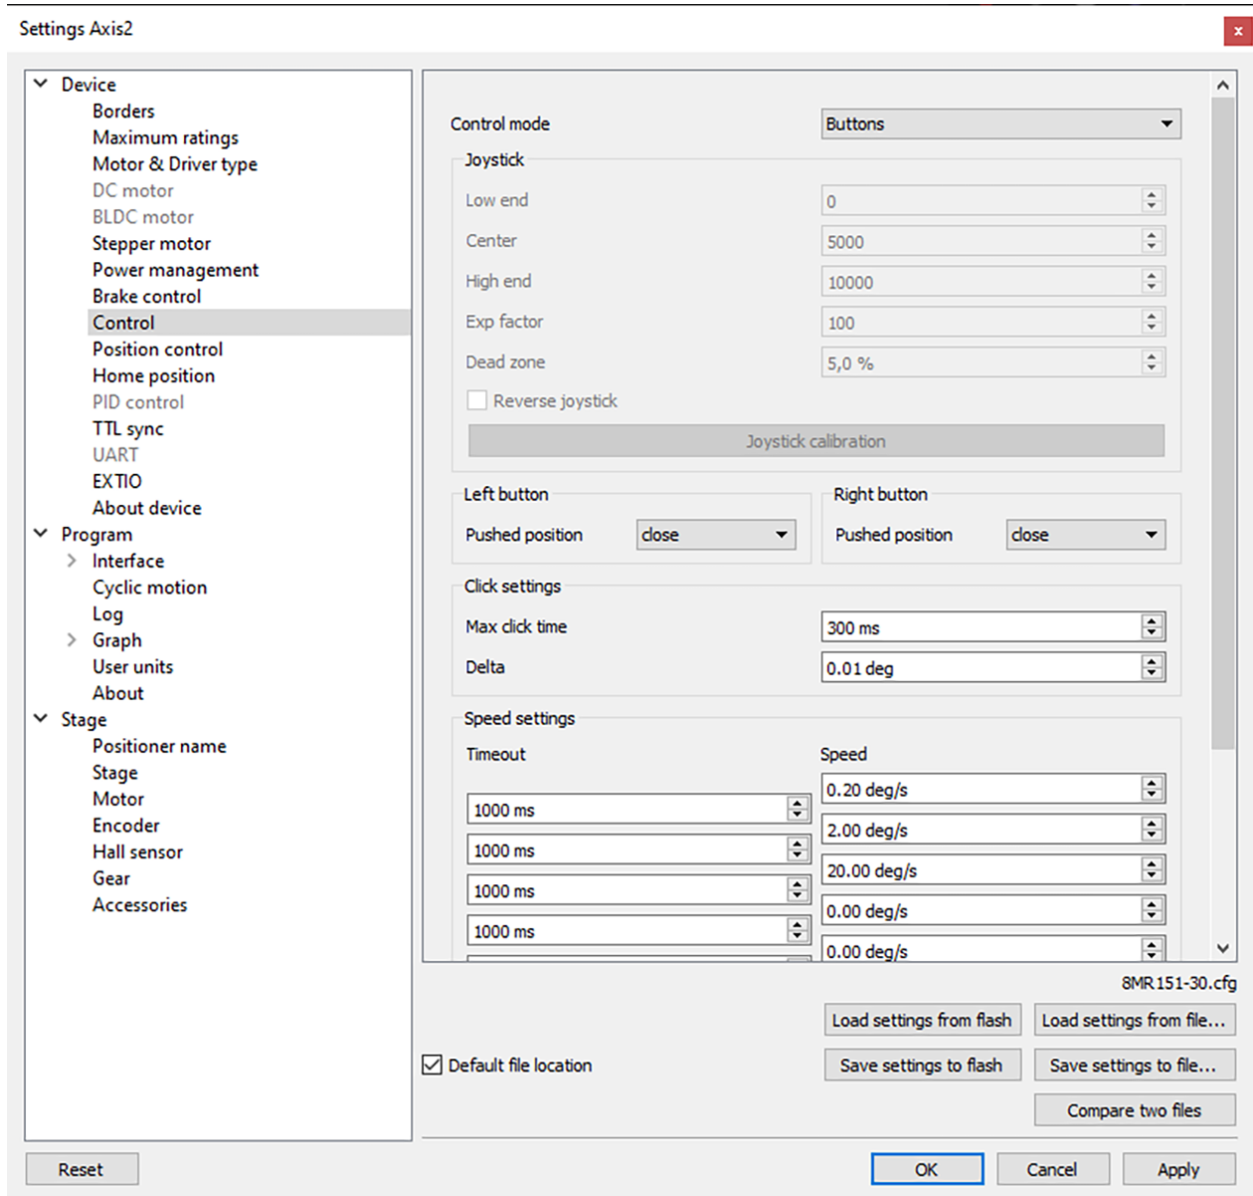 Settings Axis2
x
Device
Borders
Maximum ratings
Motor & Driver type
DC motor
BLDC motor
Stepper motor
Power management
Brake control
Control
Position control
Home position
PID control
TTL sync
UART
EXTIO
About device
Program
Interface
Cyclic motion
Log
Graph
User units
About
Stage
Positioner name
Stage
Motor
Encoder
Hall sensor
Gear
Accessories
Control mode Buttons
Joystick
Low end 0
Center 5000
High end 10000
Exp factor 100
Dead zone 5,0 %
Reverse joystick
Joystick calibration
Left button Right button
Pushed position close Pushed position close
Click settings
Max click time 300 ms
Delta 0.01 deg
Speed settings
Timeout Speed
0.20 deg/s
1000 ms
2.00 deg/s
1000 ms
20.00 deg/s
1000 ms
0.00 deg/s
1000 ms
0.00 deg/s
8MR151-30.cfg
Load settings from flash Load settings from file...
Default file location Save settings to flash Save settings to file...
Compare two files
Reset OK Cancel Apply